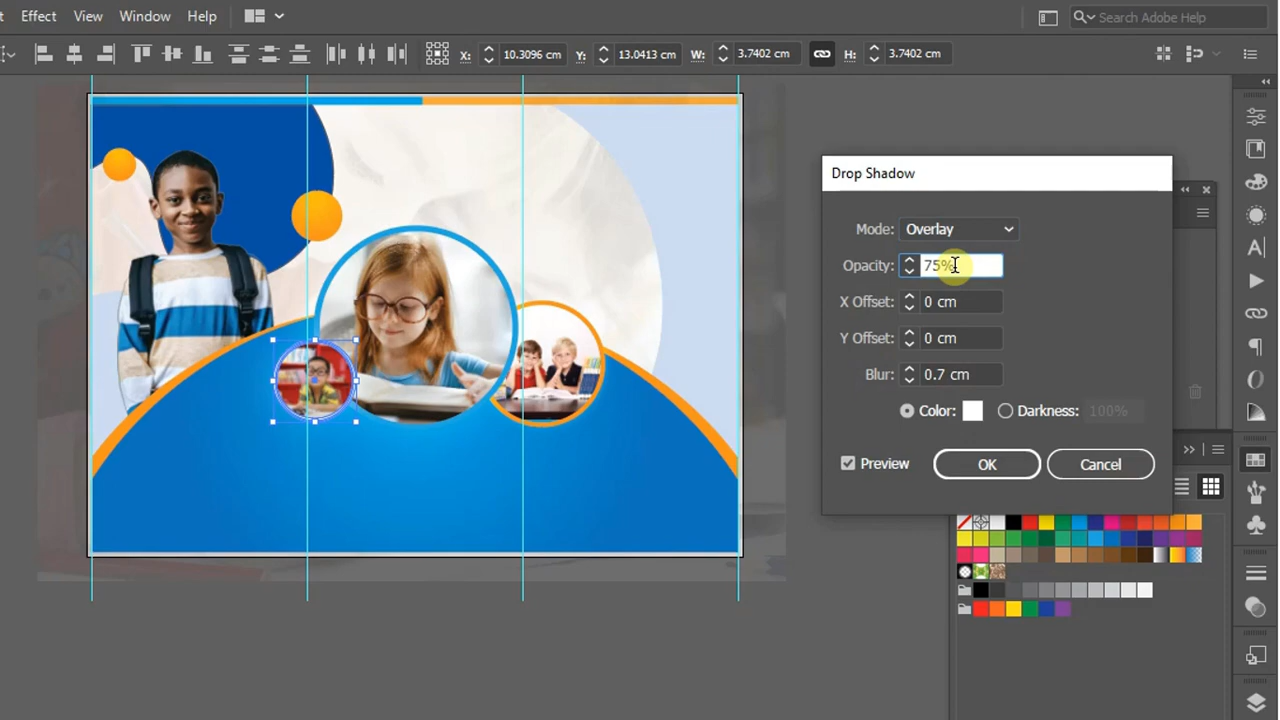 t Effect View Window Help Search Adobe Help
X: 10.3096 cm Y: 13.0413 cm W: 3.7402 cm H: 3.7402 cm
Drop Shadow
Mode: Overlay
Opacity: 75%
X Offset: 0 cm
Y Offset: 0 cm
Blur: 0.7 cm
Color: Darkness: 100%
Preview OK Cancel